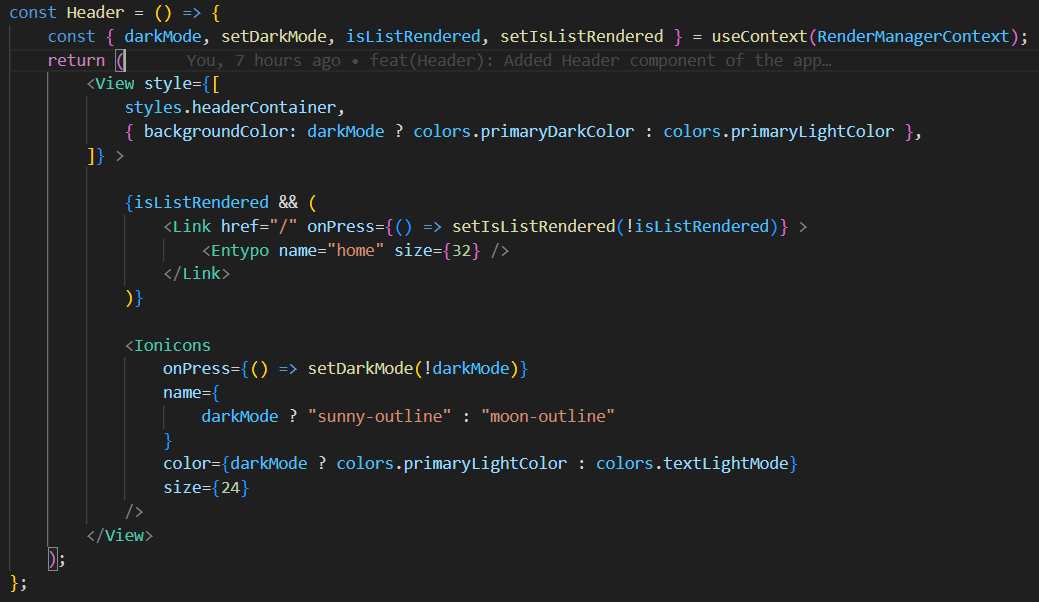 const Header = () => {
    const { darkMode, setDarkMode, isListRendered, setIsListRendered } = useContext(RenderManagerContext);
    return (       You, 7 hours ago • feat(Header): Added Header component of the app…
        <View style={[
            styles.headerContainer,
            { backgroundColor: darkMode ? colors.primaryDarkColor : colors.primaryLightColor },
        ]} >
            {isListRendered && (
                <Link href="/" onPress={() => setIsListRendered(!isListRendered)} >
                    <Entypo name="home" size={32} />
                </Link>
            )}
            <Ionicons
                onPress={() => setDarkMode(!darkMode)}
                name={
                    darkMode ? "sunny-outline" : "moon-outline"
                }
                color={darkMode ? colors.primaryLightColor : colors.textLightMode}
                size={24}
            />
        </View>
    );
};